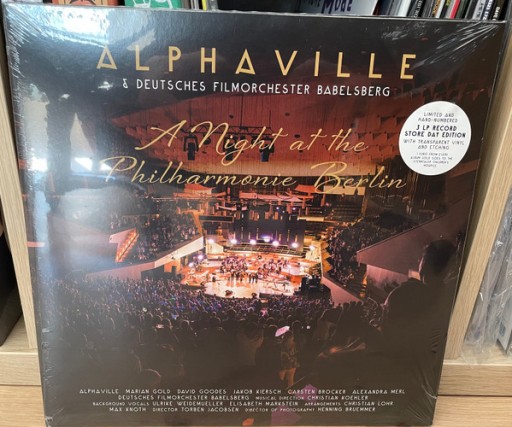 ALPHAVILLE
& DEUTSCHES FILMORCHESTER BABELSBERG
A Night at the
Philharmonie Berlin
LIMITED AND
HAND-NUMBERED
3 LP RECORD
STORE DAY EDITION
WITH TRANSPARENT VINYL
AND ETCHING
ALPHAVILLE MARIAN GOLD DAVID GOODES JAKOB KIERSCH CARSTEN BROCKER ALEXANDRA MERL
DEUTSCHES FILMORCHESTER BABELSBERG MUSICAL DIRECTION CHRISTIAN KOEHLER
BACKGROUND VOCALS ULRIKE WEIDEMUELLER ELISABETH MARKSTEIN ARRANGEMENTS CHRISTIAN LOHR
MAX KNOTH DIRECTOR TORBEN JACOBSEN DIRECTOR OF PHOTOGRAPHY HENNING BRUEMMER